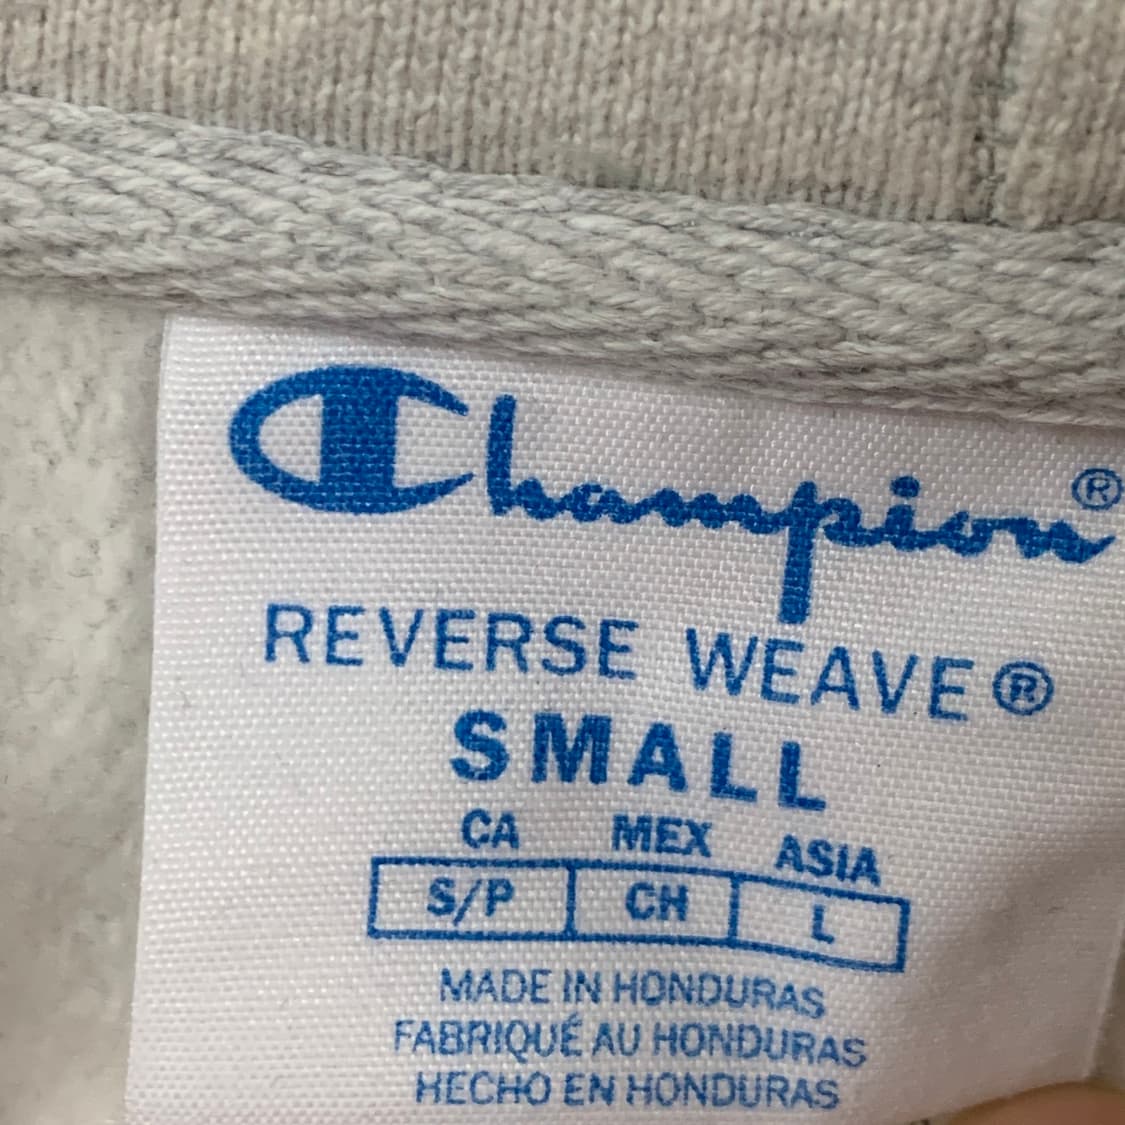 Champion®
REVERSE WEAVE®
SMALL
CA MEX ASIA
S/P CH L
MADE IN HONDURAS
FABRIQUÉ AU HONDURAS
HECHO EN HONDURAS